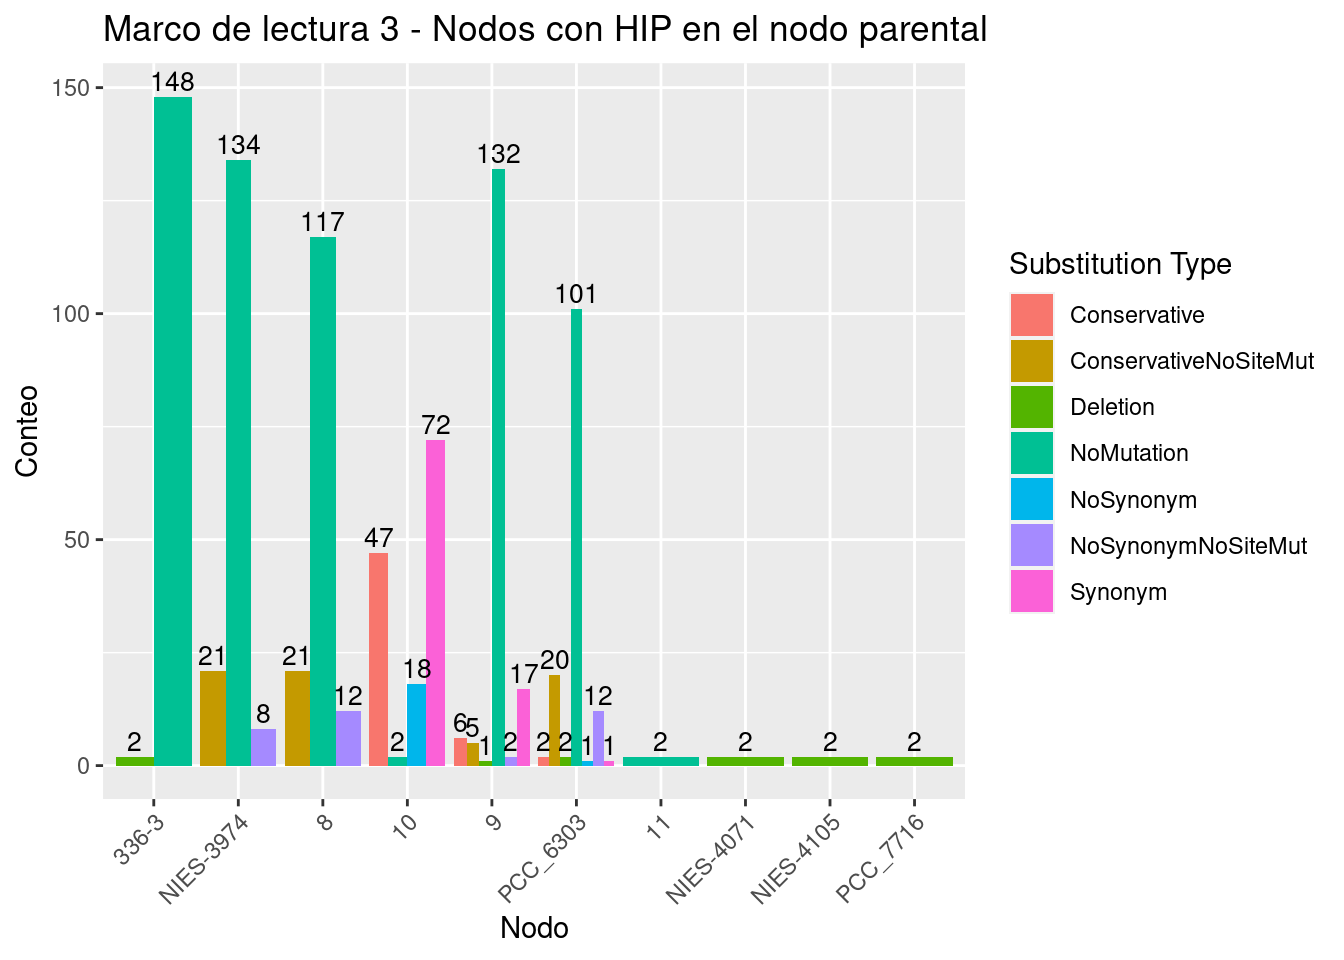 Marco de lectura 3 - Nodos con HIP en el nodo parental
Conteo
150
100
50
0
2
148
21
134
8
21
117
12
47
2
18
72
6
5
1
132
2
17
2
20
2
101
1
12
1
2
2
2
2
336-3
NIES-3974
8
10
9
PCC_6303
11
NIES-4071
NIES-4105
PCC_7716
Nodo
Substitution Type
Conservative
ConservativeNoSiteMut
Deletion
NoMutation
NoSynonym
NoSynonymNoSiteMut
Synonym